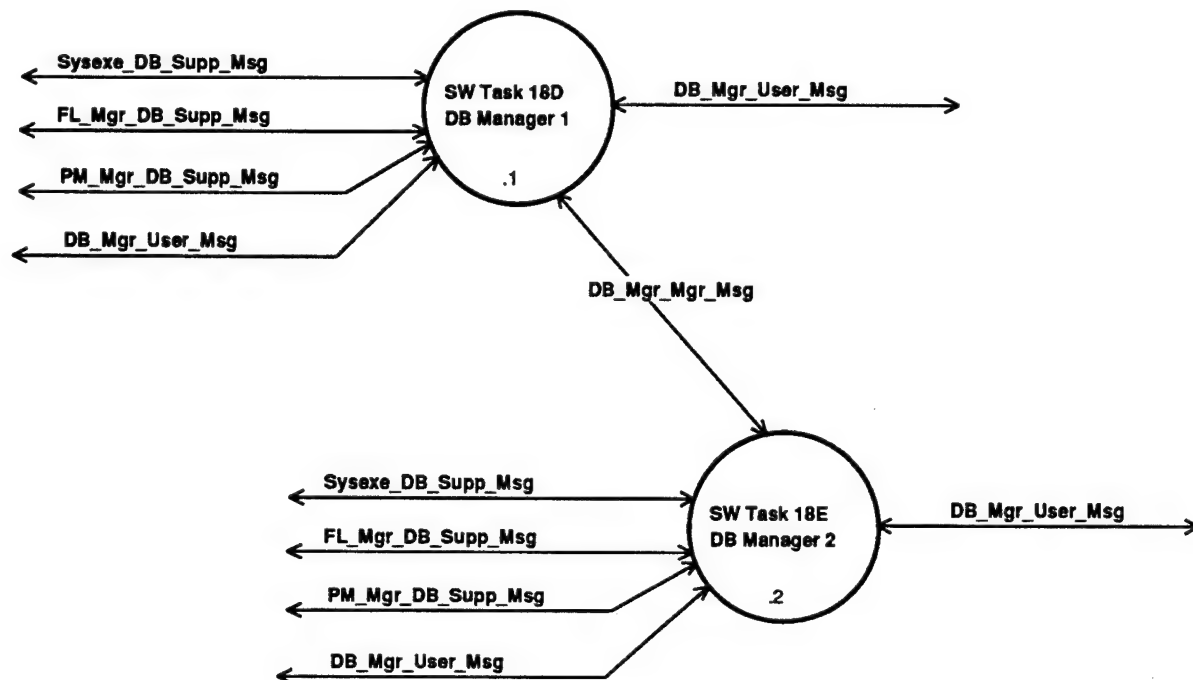 Sysexe_DB_Supp_Msg
FL_Mgr_DB_Supp_Msg
PM_Mgr_DB_Supp_Msg
DB_Mgr_User_Msg
SW Task 18D
DB Manager 1
.1
DB_Mgr_User_Msg
DB_Mgr_Mgr_Msg
Sysexe_DB_Supp_Msg
FL_Mgr_DB_Supp_Msg
PM_Mgr_DB_Supp_Msg
DB_Mgr_User_Msg
SW Task 18E
DB Manager 2
.2
DB_Mgr_User_Msg